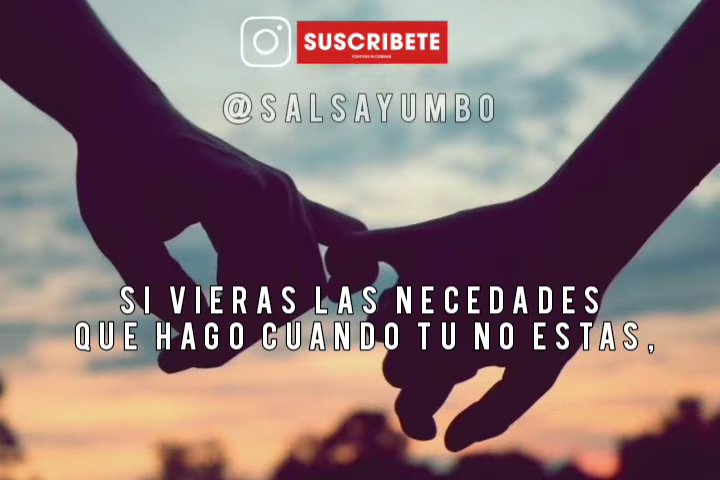 SUSCRIBETE
@SALSAYUMBO
SI VIERAS LAS NECEDADES
QUE HAGO CUANDO TU NO ESTAS,